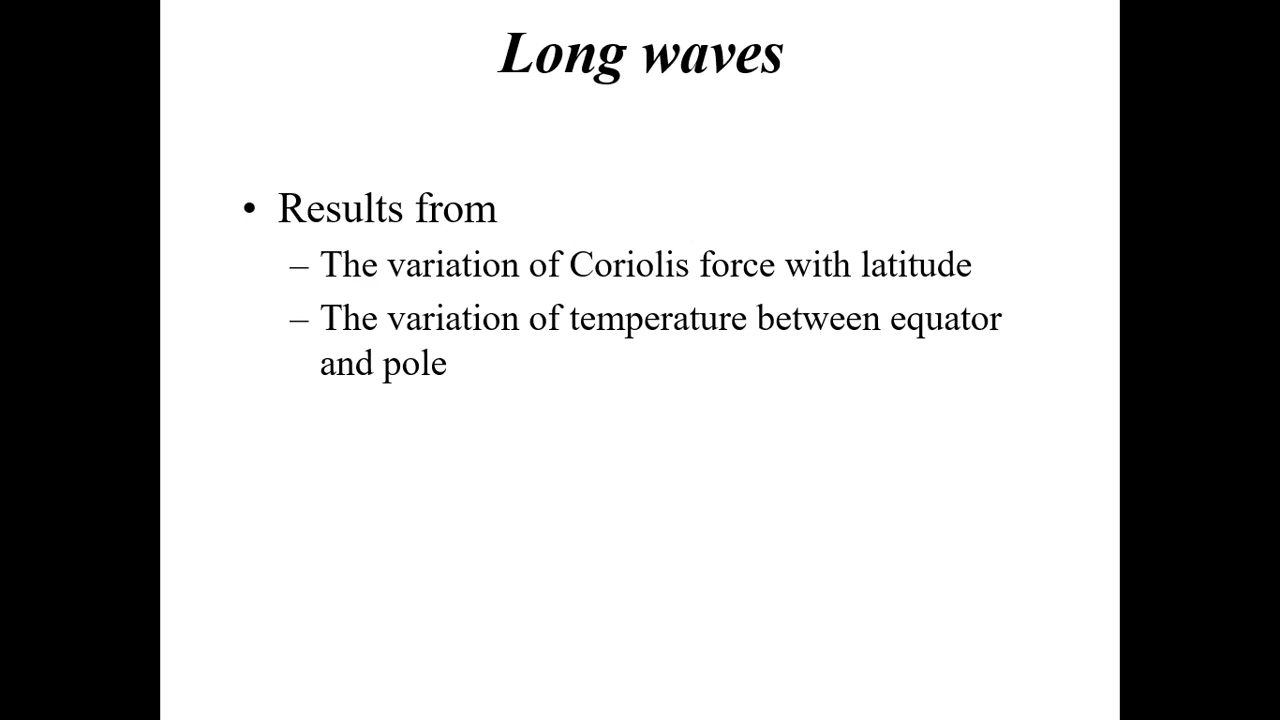 Long waves
• Results from
– The variation of Coriolis force with latitude
– The variation of temperature between equator
and pole